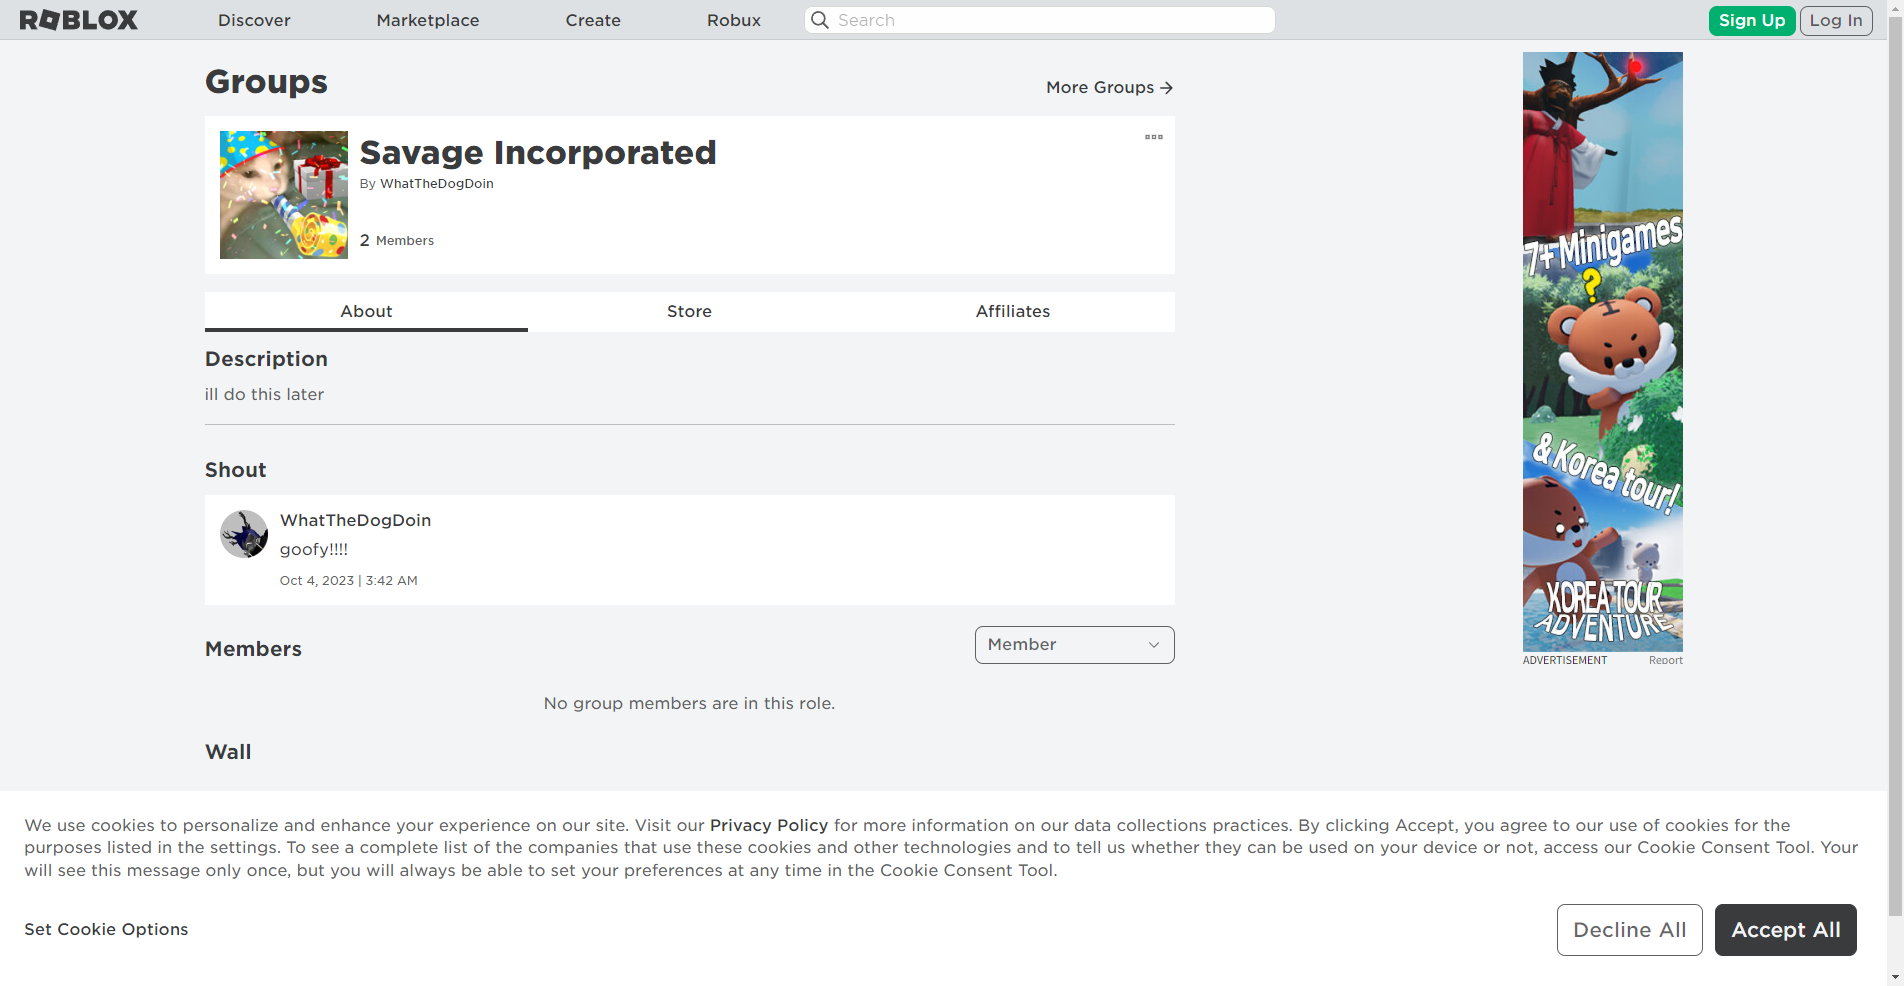 ROBLOX
Discover
Marketplace
Create
Robux
Search
Sign Up
Log In
Groups
More Groups
Savage Incorporated
By WhatTheDogDoin
2 Members
About
Store
Affiliates
Description
ill do this later
Shout
WhatTheDogDoin
goofy!!!!
Oct 4, 2023 | 3:42 AM
Members
Member
No group members are in this role.
Wall
7+ Minigames
?
& Korea tour!
KOREA TOUR
ADVENTURE
ADVERTISEMENT
Report
We use cookies to personalize and enhance your experience on our site. Visit our Privacy Policy for more information on our data collections practices. By clicking Accept, you agree to our use of cookies for the
purposes listed in the settings. To see a complete list of the companies that use these cookies and other technologies and to tell us whether they can be used on your device or not, access our Cookie Consent Tool. Your
will see this message only once, but you will always be able to set your preferences at any time in the Cookie Consent Tool.
Set Cookie Options
Decline All
Accept All